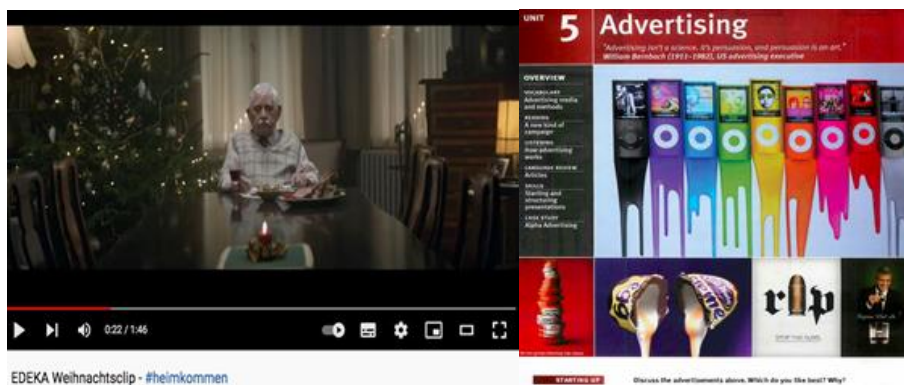 0:22 / 1:46
EDEKA Weihnachtsclip - #heimkommen
UNIT 5 Advertising
"Advertising isn't a science. It's persuasion, and persuasion is an art."
William Bernbach (1911–1982), US advertising executive
OVERVIEW
VOCABULARY
Advertising media
and methods
READING
A new kind of
campaign
LISTENING
How advertising
works
LANGUAGE REVIEW
Articles
SKILLS
Starting and
structuring
presentations
CASE STUDY
Alpha Advertising
rip
STARTING UP
Discuss the advertisements above. Which do you like best? Why?